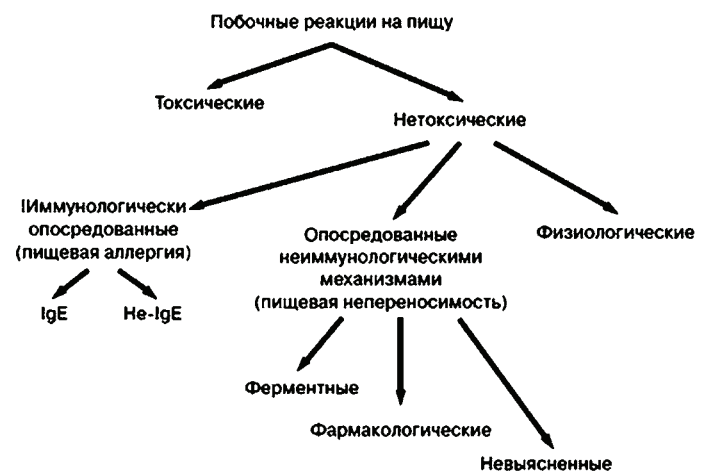 Побочные реакции на пищу
Токсические
Нетоксические
Иммунологически
опосредованные
(пищевая аллергия)
Опосредованные
неиммунологическими
механизмами
(пищевая непереносимость)
Физиологические
IgE
Не-IgE
Ферментные
Фармакологические
Невыясненные